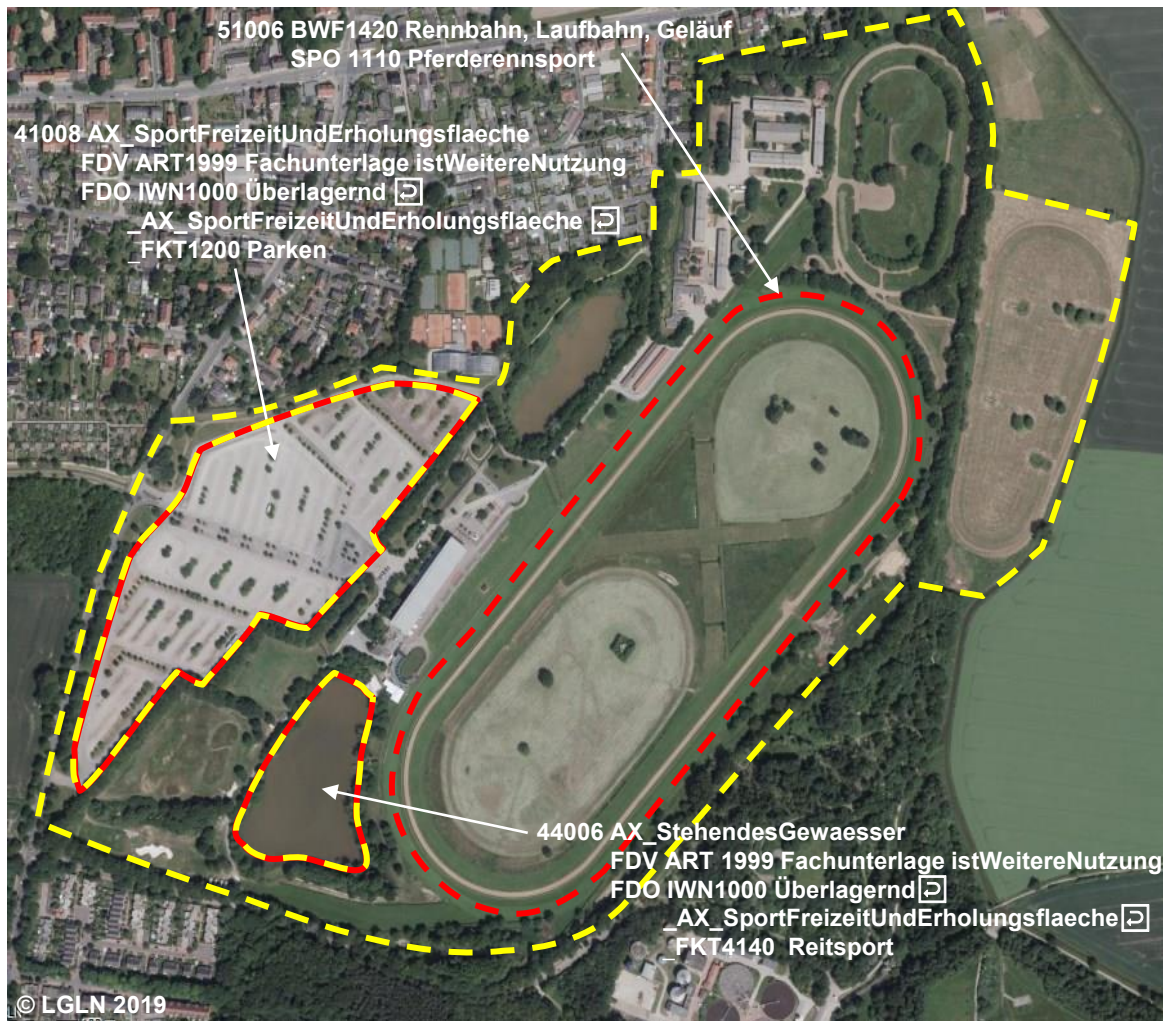 51006 BWF1420 Rennbahn, Laufbahn, Geläuf
SPO 1110 Pferderennsport
41008 AX_SportFreizeitUndErholungsflaeche
FDV ART1999 Fachunterlage istWeitereNutzung
FDO IWN1000 Überlagernd
_AX_SportFreizeitUndErholungsflaeche
_FKT1200 Parken
44006 AX_StehendesGewaesser
FDV ART 1999 Fachunterlage istWeitereNutzung
FDO IWN1000 Überlagernd
_AX_SportFreizeitUndErholungsflaeche
_FKT4140 Reitsport
© LGLN 2019